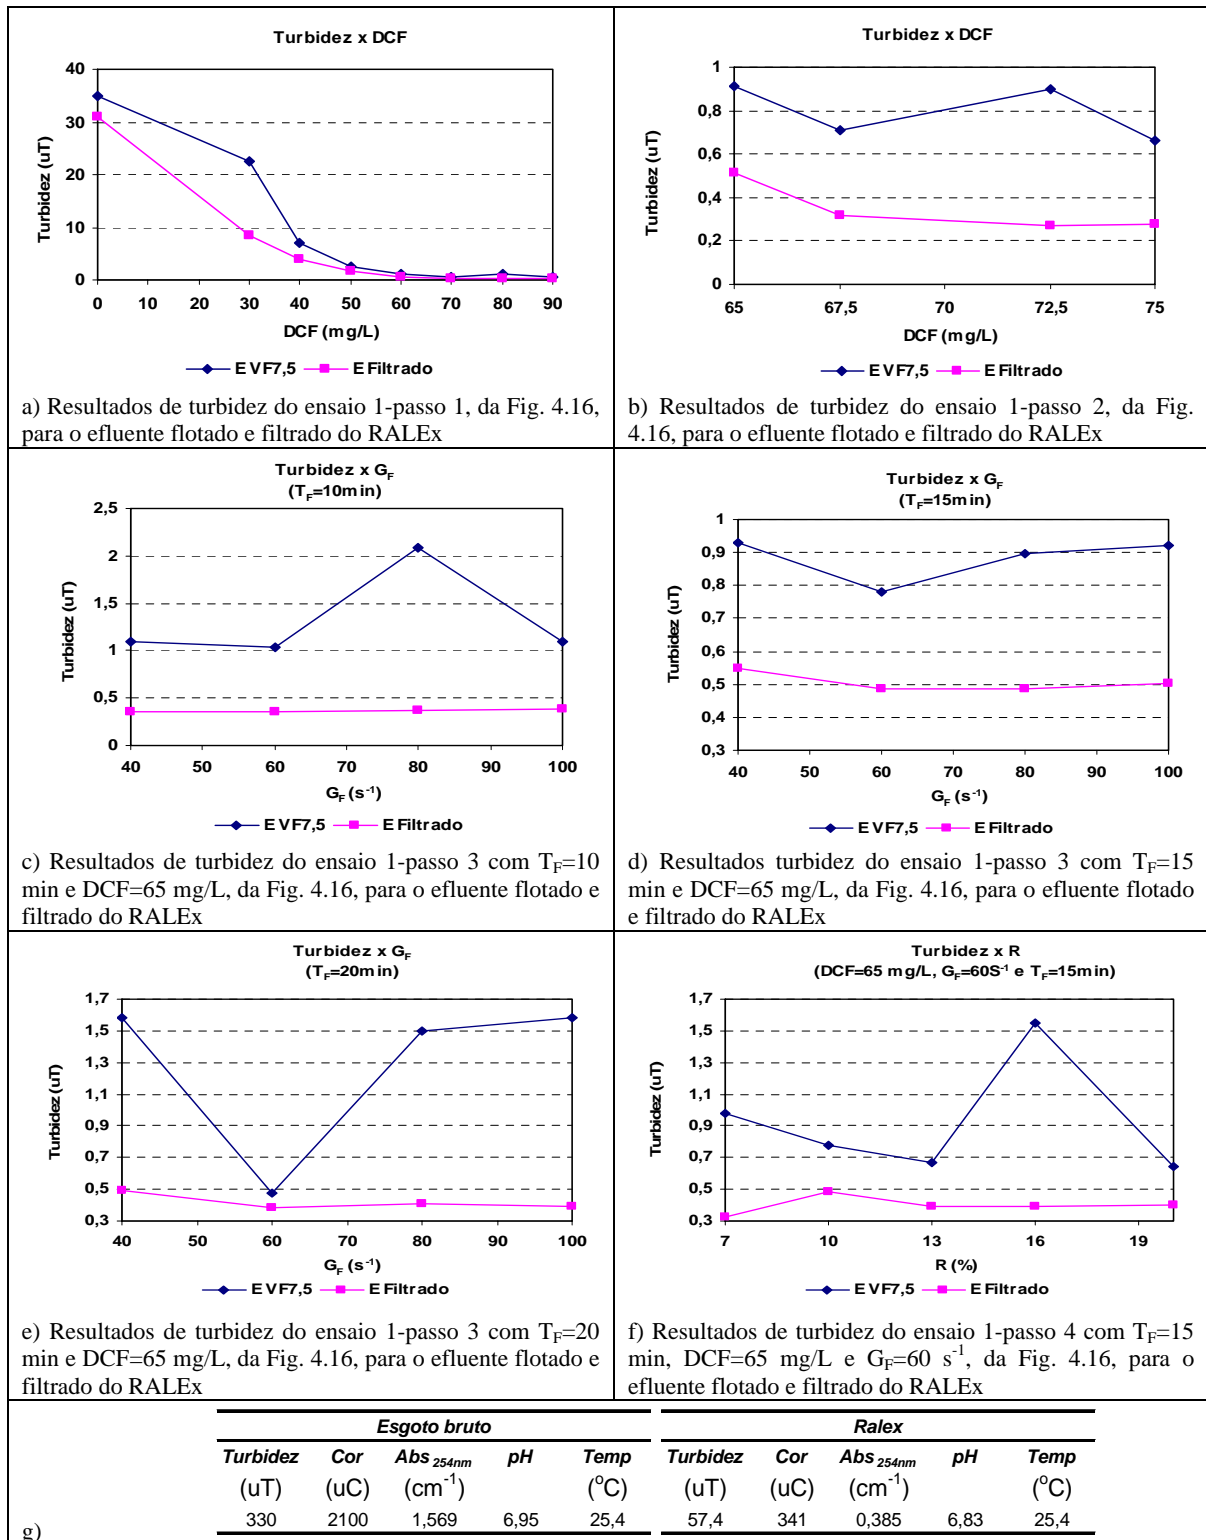 Turbidez x DCF
Turbidez (uT)
40
30
20
10
0
0 10 20 30 40 50 60 70 80 90
DCF (mg/L)
EVF7,5 E Filtrado
a) Resultados de turbidez do ensaio 1-passo 1, da Fig. 4.16,
para o efluente flotado e filtrado do RALEx
Turbidez x DCF
Turbidez (uT)
1
0,8
0,6
0,4
0,2
0
65 67,5 70 72,5 75
DCF (mg/L)
EVF7,5 E Filtrado
b) Resultados de turbidez do ensaio 1-passo 2, da Fig.
4.16, para o efluente flotado e filtrado do RALEx
Turbidez x GF
(TF=10min)
Turbidez (uT)
2,5
2
1,5
1
0,5
0
40 50 60 70 80 90 100
GF (s-1)
EVF7,5 E Filtrado
c) Resultados de turbidez do ensaio 1-passo 3 com TF=10
min e DCF=65 mg/L, da Fig. 4.16, para o efluente flotado e
filtrado do RALEx
Turbidez x GF
(TF=15min)
Turbidez (uT)
1
0,9
0,8
0,7
0,6
0,5
0,4
0,3
40 50 60 70 80 90 100
GF (s-1)
EVF7,5 E Filtrado
d) Resultados turbidez do ensaio 1-passo 3 com TF=15
min e DCF=65 mg/L, da Fig. 4.16, para o efluente flotado
e filtrado do RALEx
Turbidez x GF
(TF=20min)
Turbidez (uT)
1,7
1,5
1,3
1,1
0,9
0,7
0,5
0,3
40 50 60 70 80 90 100
GF (s-1)
EVF7,5 E Filtrado
e) Resultados de turbidez do ensaio 1-passo 3 com TF=20
min e DCF=65 mg/L, da Fig. 4.16, para o efluente flotado e
filtrado do RALEx
Turbidez x R
(DCF=65 mg/L, GF=60S-1 e TF=15min)
Turbidez (uT)
1,7
1,5
1,3
1,1
0,9
0,7
0,5
0,3
7 10 13 16 19
R (%)
EVF7,5 E Filtrado
f) Resultados de turbidez do ensaio 1-passo 4 com TF=15
min, DCF=65 mg/L e GF=60 s-1, da Fig. 4.16, para o
efluente flotado e filtrado do RALEx
Esgoto bruto Ralex
Turbidez Cor Abs 254nm pH Temp Turbidez Cor Abs 254nm pH Temp
(uT) (uC) (cm-1) (oC) (uT) (uC) (cm-1) (oC)
330 2100 1,569 6,95 25,4 57,4 341 0,385 6,83 25,4
g)